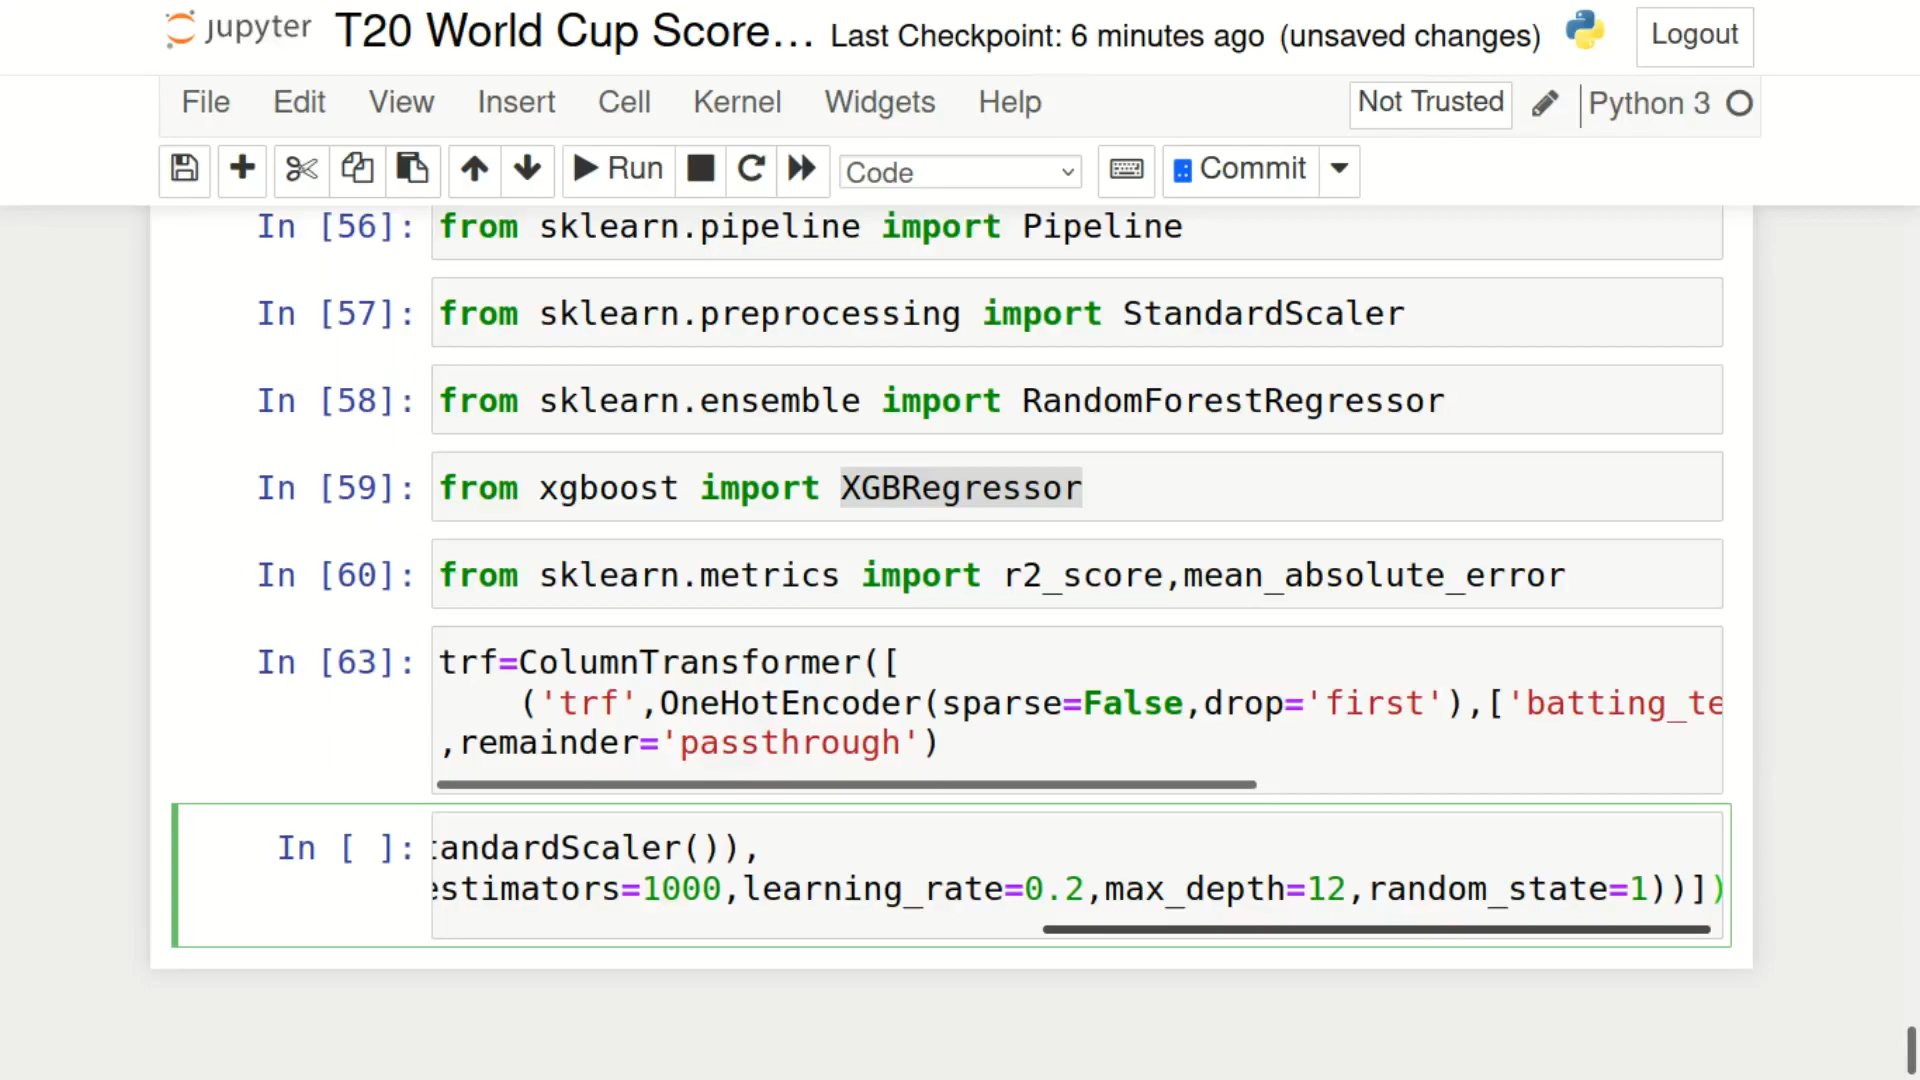 jupyter T20 World Cup Score... Last Checkpoint: 6 minutes ago (unsaved changes) Logout
File Edit View Insert Cell Kernel Widgets Help Not Trusted Python 3
Run Code Commit
In [56]: from sklearn.pipeline import Pipeline
In [57]: from sklearn.preprocessing import StandardScaler
In [58]: from sklearn.ensemble import RandomForestRegressor
In [59]: from xgboost import XGBRegressor
In [60]: from sklearn.metrics import r2_score,mean_absolute_error
In [63]: trf=ColumnTransformer([
('trf',OneHotEncoder(sparse=False,drop='first'),['batting_te
,remainder='passthrough')
In [ ]: tandardScaler()),
estimators=1000,learning_rate=0.2,max_depth=12,random_state=1))])